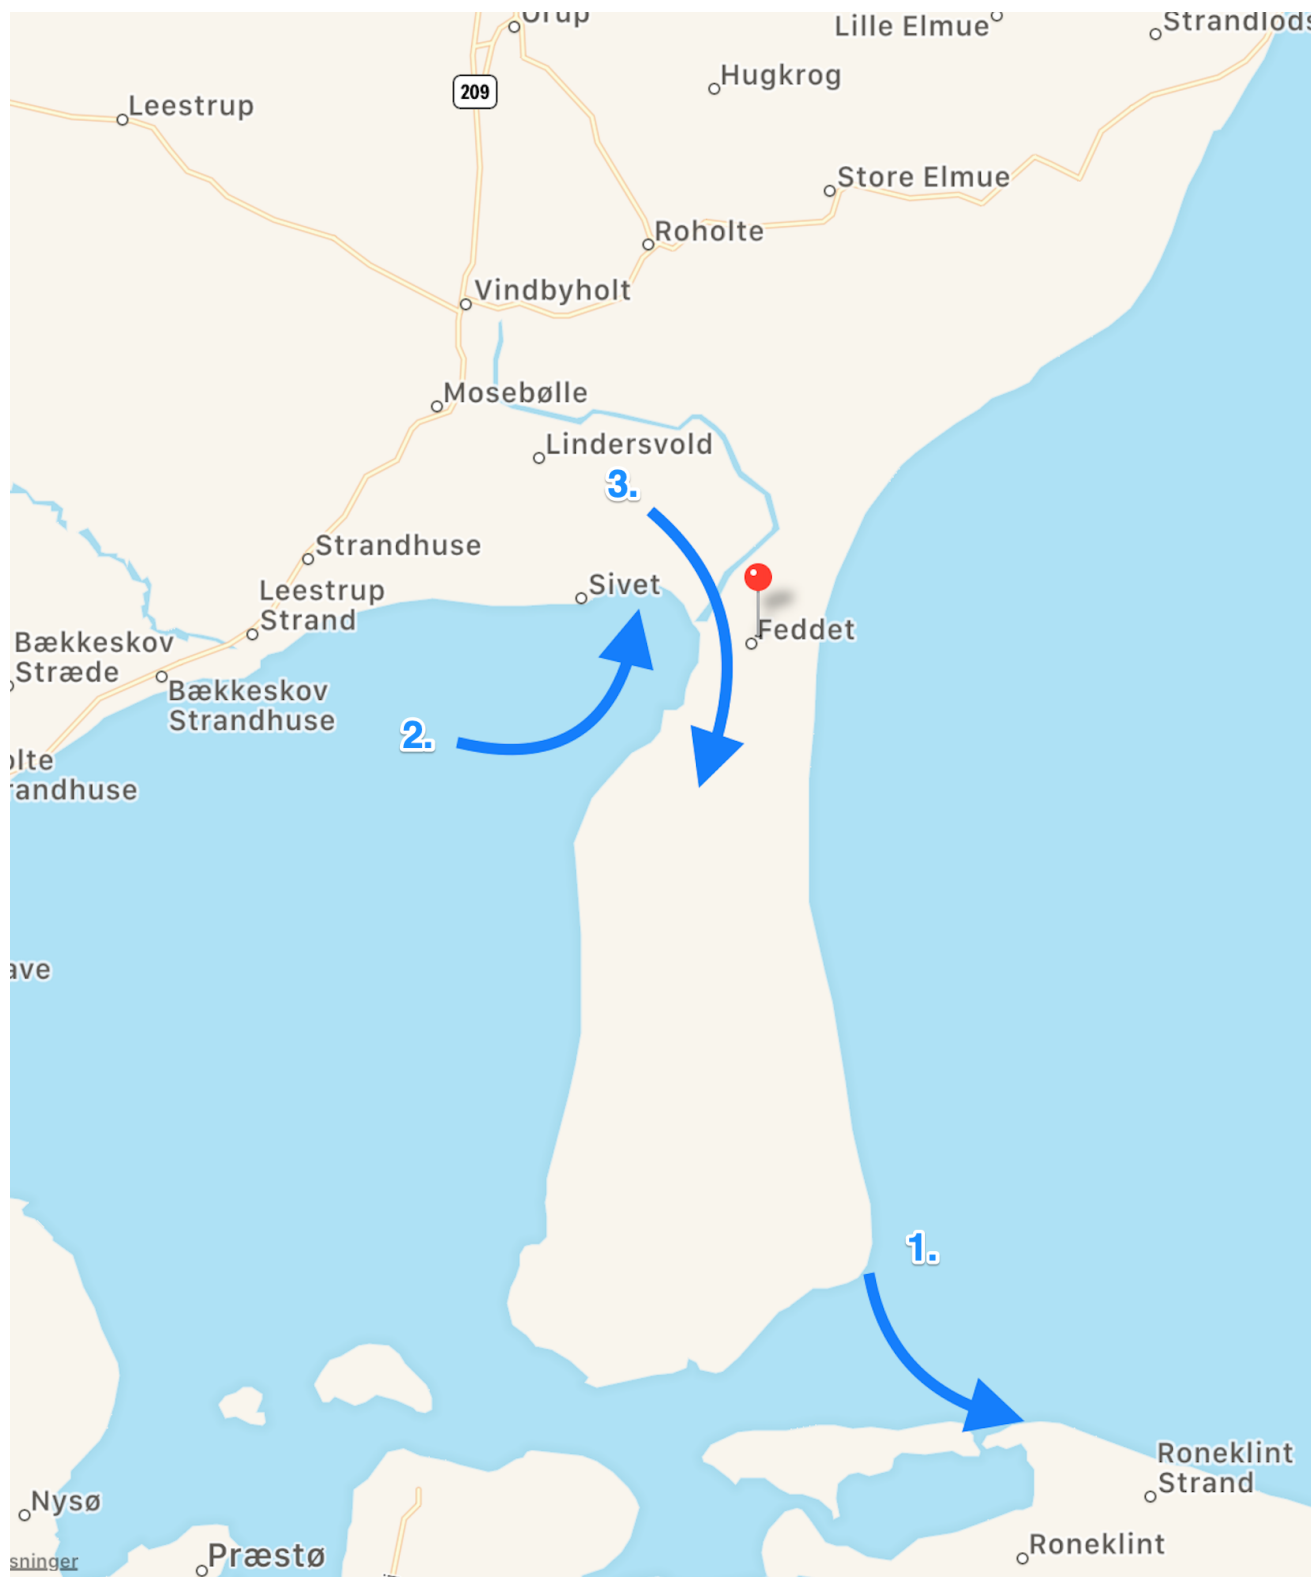 Lille Elmue
209
Hugkrog
Leestrup
Store Elmue
Roholte
Vindbyholt
Mosebølle
Lindersvold
3.
Strandhuse
Sivet
Leestrup
Strand
Feddet
Bækkeskov
Stræde
Bækkeskov
Strandhuse
2.
1.
Roneklint
Strand
Nysø
Roneklint
Præstø